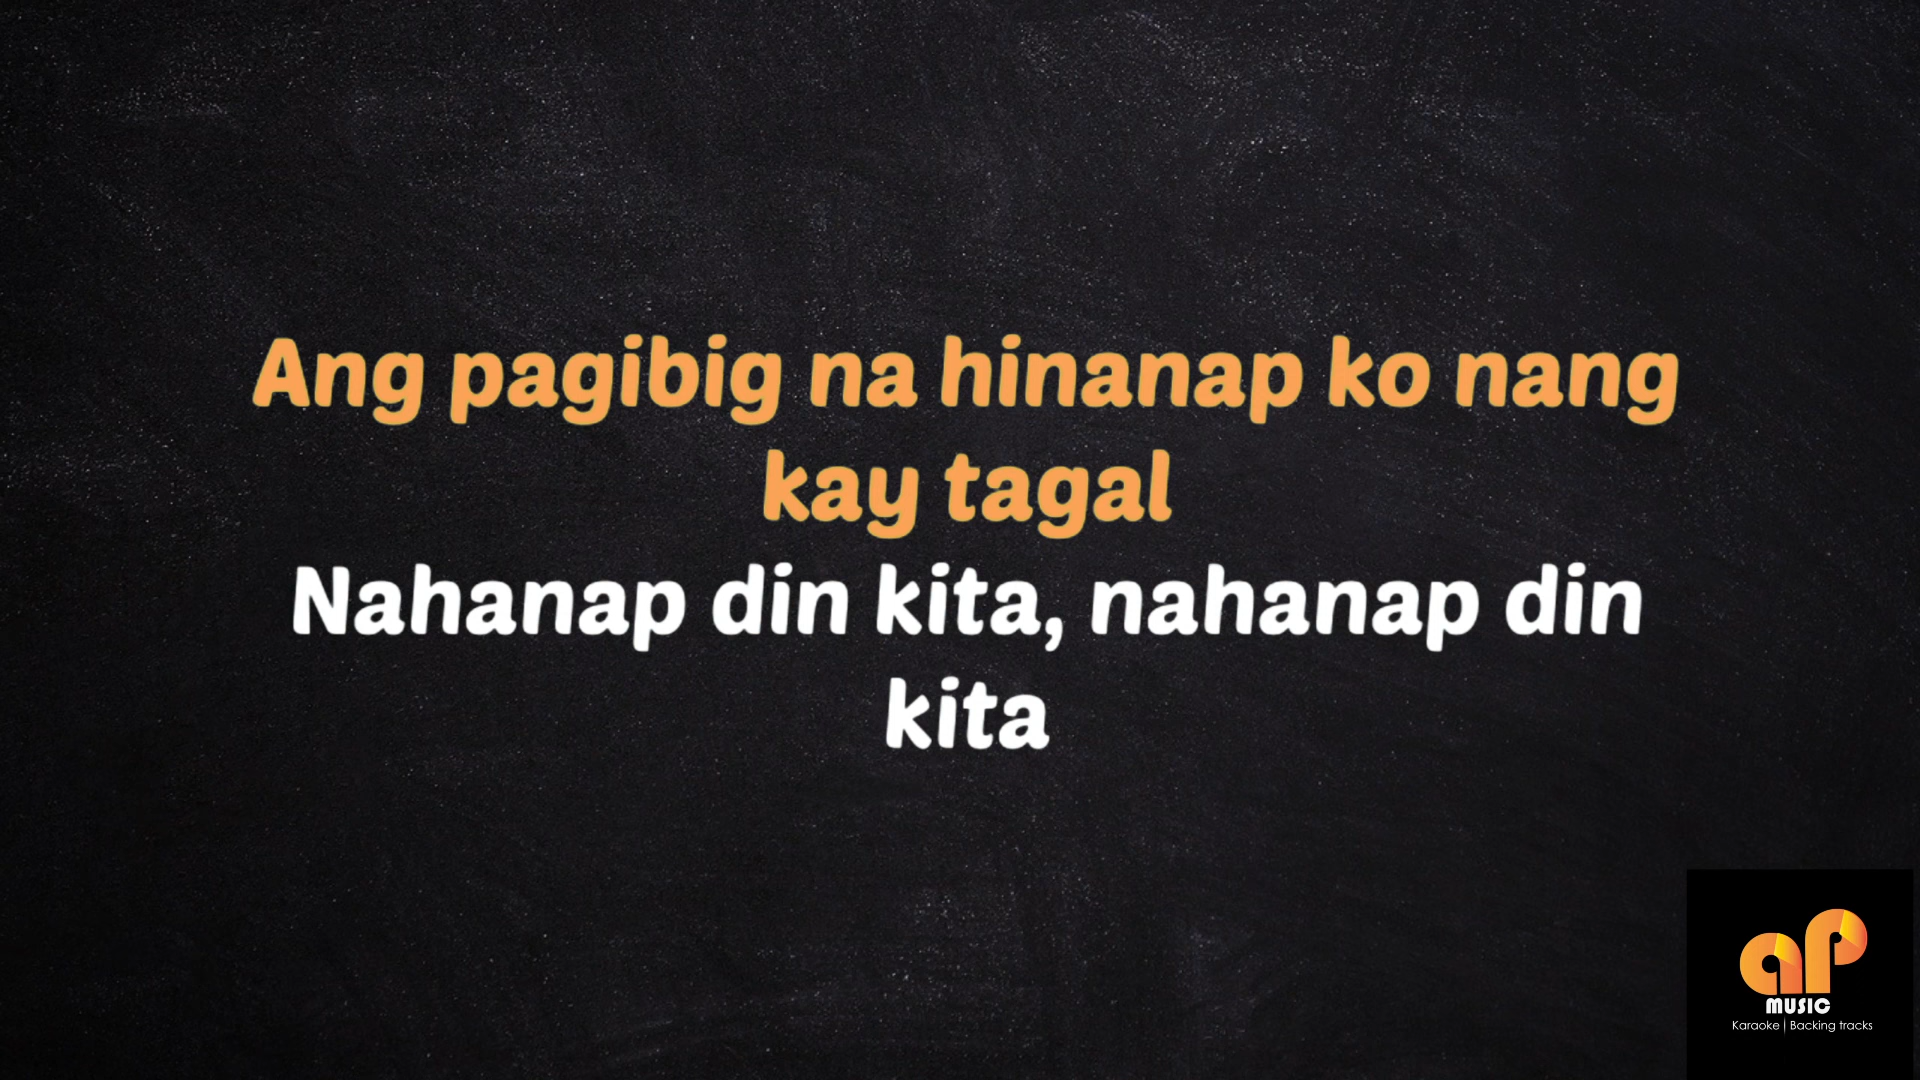 Ang pagibig na hinanap ko nang
kay tagal
Nahanap din kita, nahanap din
kita
aP
MUSIC
Karaoke | Backing tracks